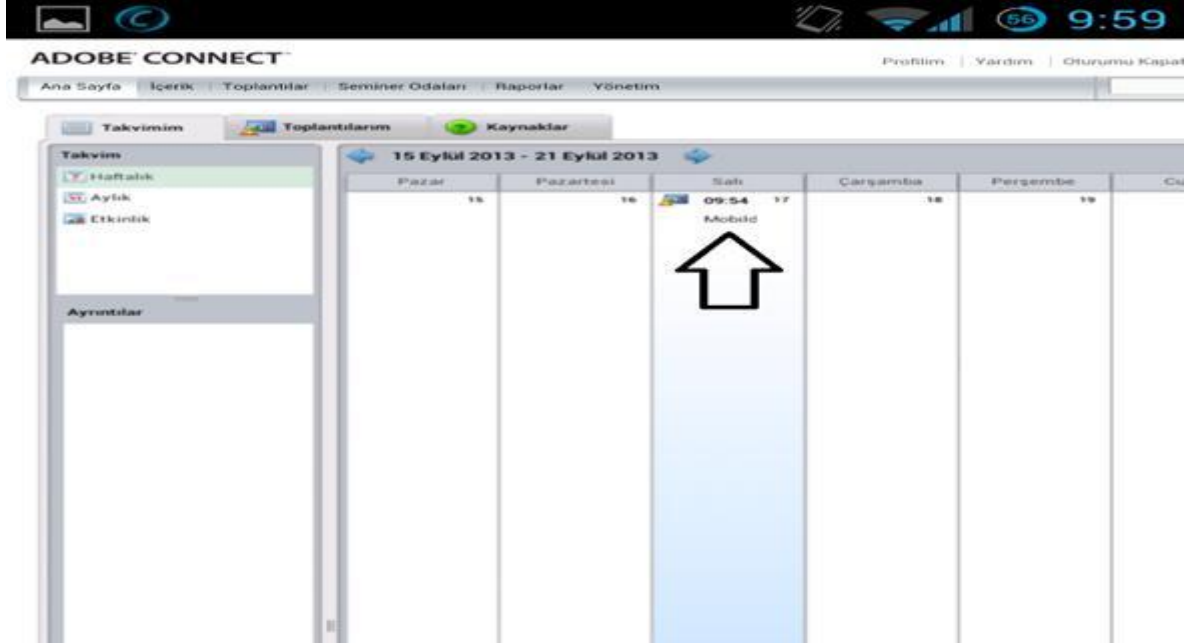 56 9:59
ADOBE CONNECT
Profilim | Yardım | Oturumu Kapat
Ana Sayfa İçerik Toplantılar Seminer Odaları Raporlar Yönetim
Takvimim Toplantılarım Kaynaklar
Takvim
15 Eylül 2013 - 21 Eylül 2013
Haftalık
Pazar Pazartesi Salı Çarşamba Perşembe Cu
Aylık
15 16 09:54 17 18 19
Etkinlik
Mobild
Ayrıntılar